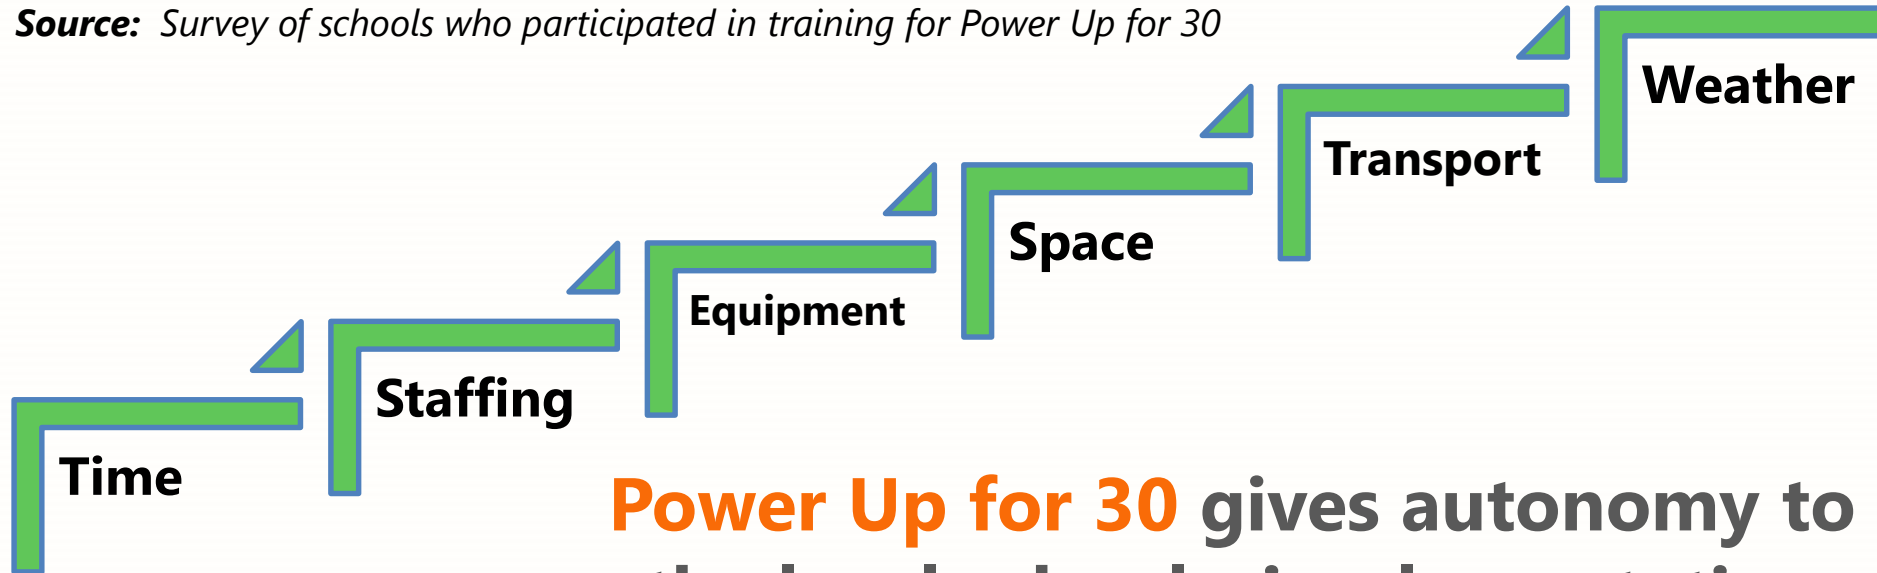 Source: Survey of schools who participated in training for Power Up for 30
Weather
Transport
Space
Equipment
Staffing
Time
Power Up for 30 gives autonomy to